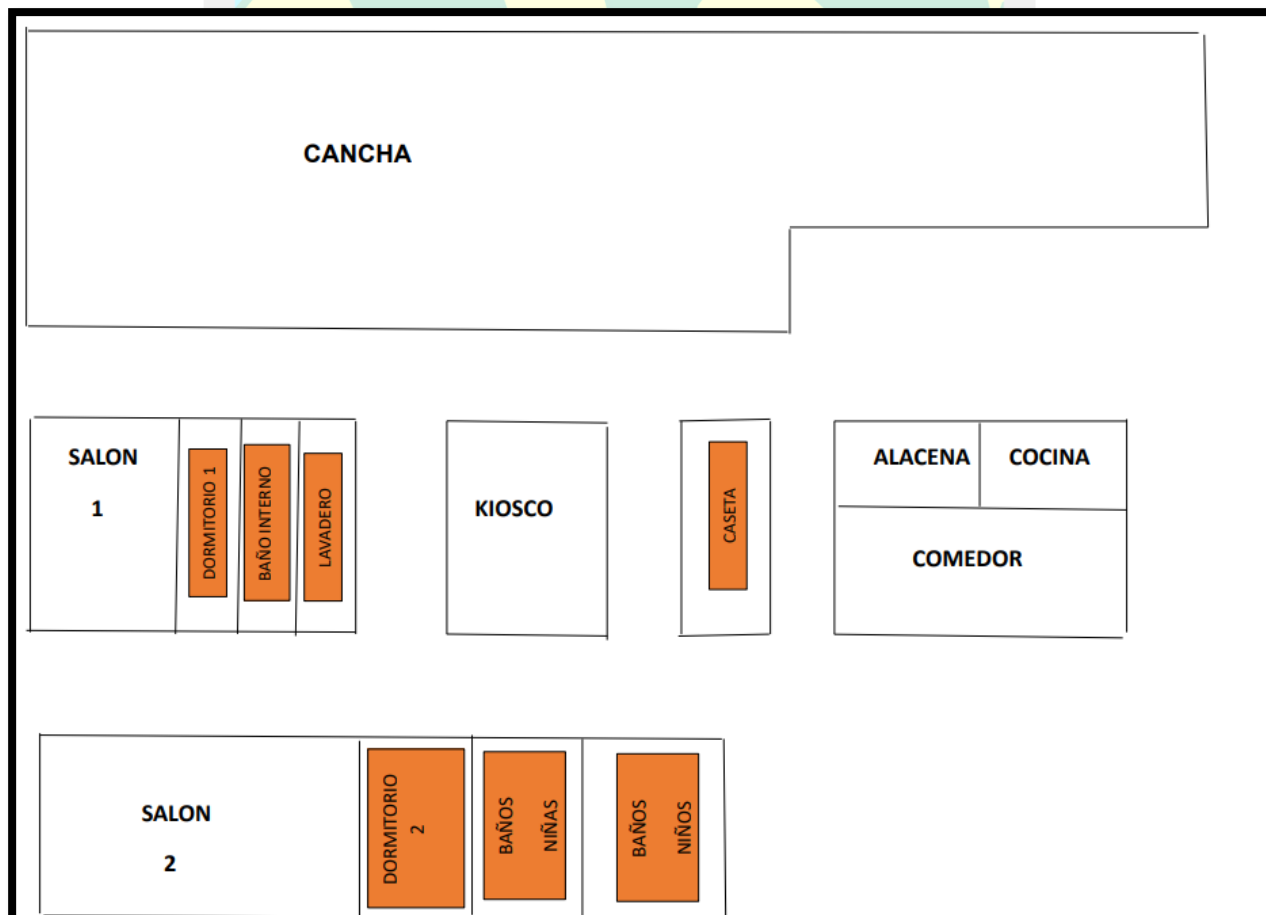 CANCHA
SALON
1
DORMITORIO 1
BAÑO INTERNO
LAVADERO
KIOSCO
CASETA
ALACENA
COCINA
COMEDOR
SALON
2
DORMITORIO
2
BAÑOS
NIÑAS
BAÑOS
NIÑOS